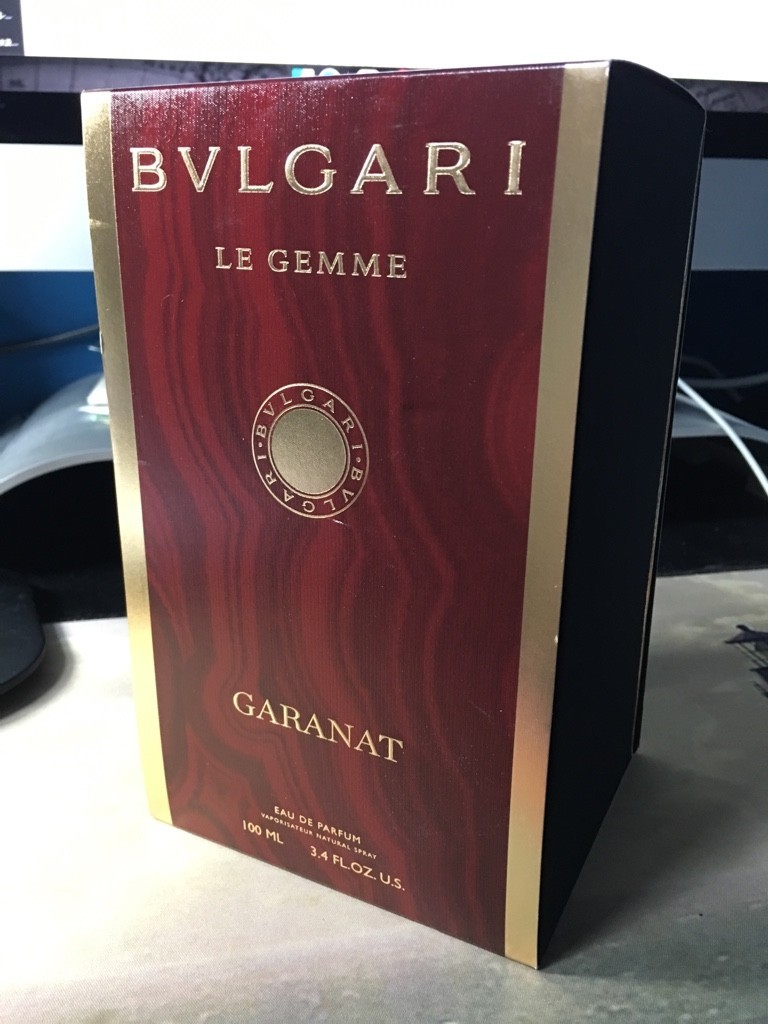 BVLGARI
LE GEMME
BVLGARI • BVLGARI •
GARANAT
EAU DE PARFUM
VAPORISATEUR NATURAL SPRAY
100 ML 3.4 FL.OZ. U.S.